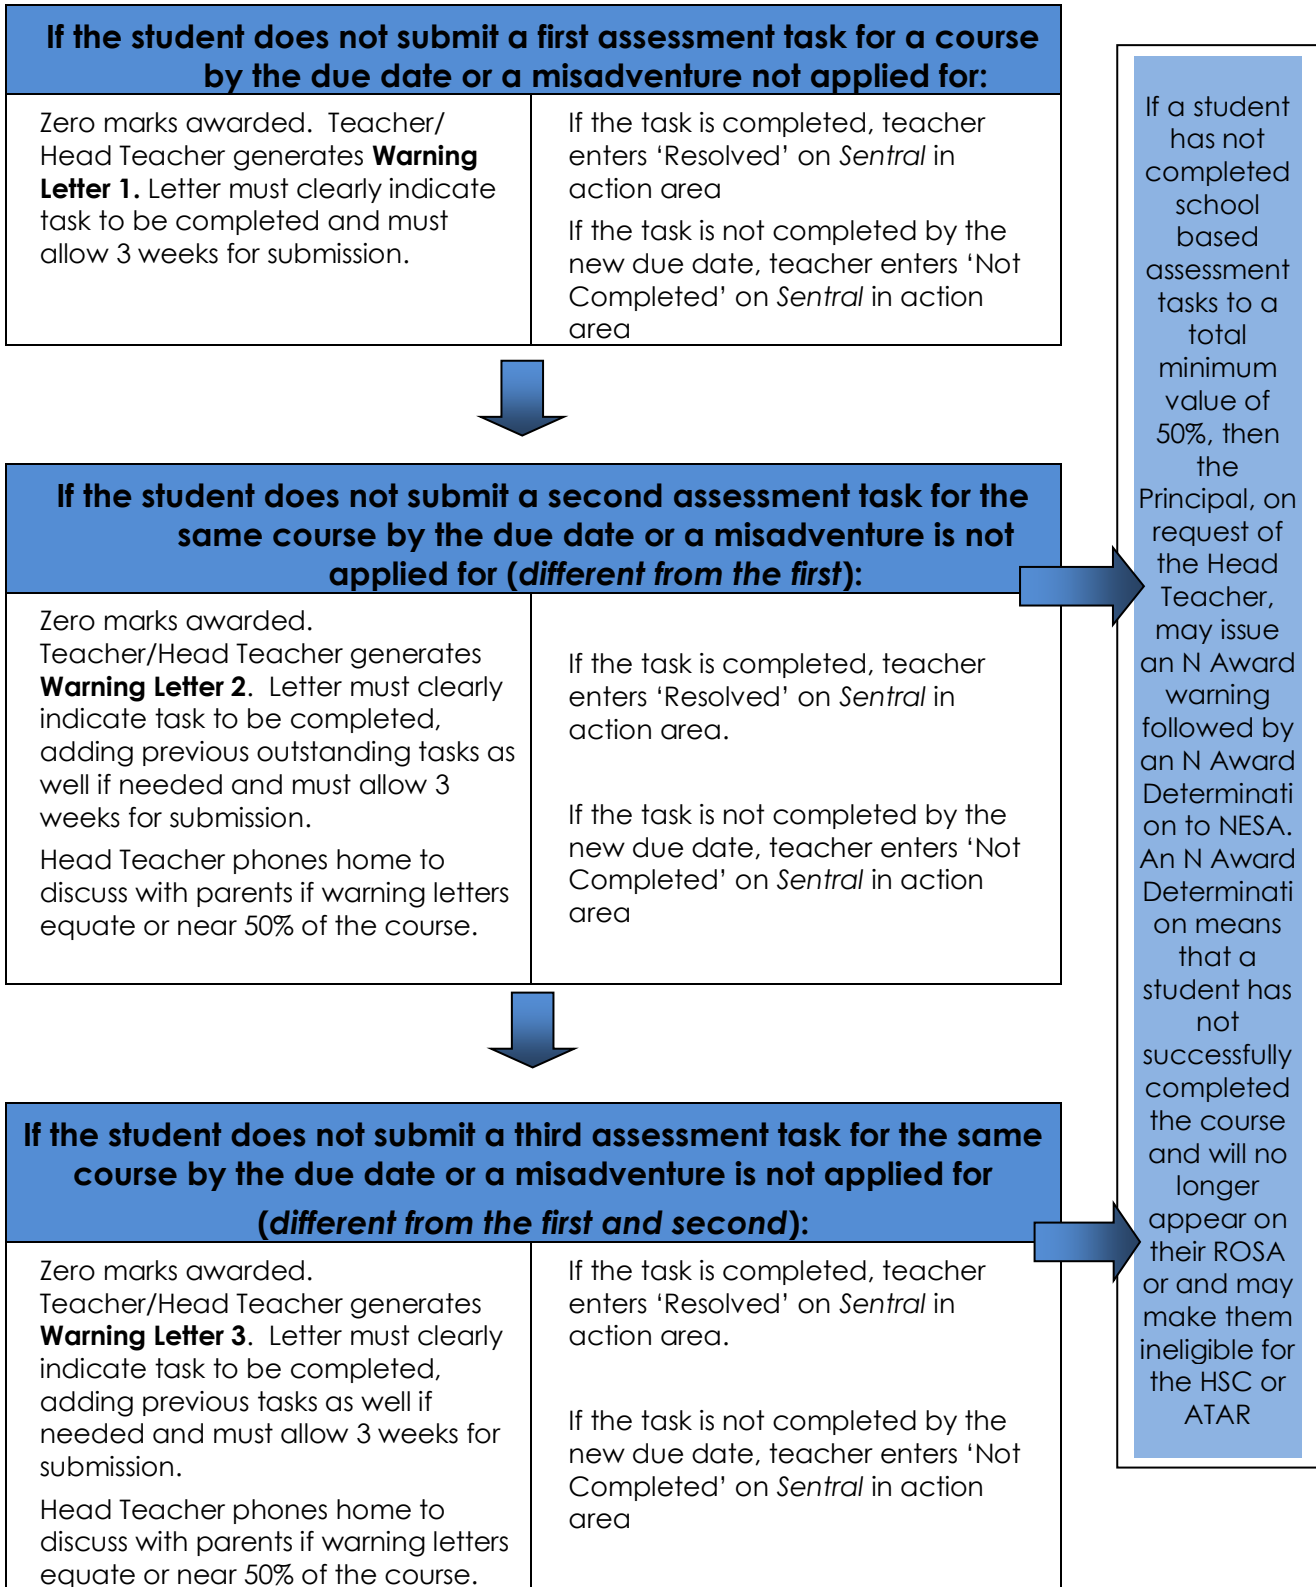 If the student does not submit a first assessment task for a course
by the due date or a misadventure not applied for:
Zero marks awarded.  Teacher/
Head Teacher generates Warning
Letter 1. Letter must clearly indicate
task to be completed and must
allow 3 weeks for submission.
If the task is completed, teacher
enters ‘Resolved’ on Sentral in
action area
If the task is not completed by the
new due date, teacher enters ‘Not
Completed’ on Sentral in action
area
If the student does not submit a second assessment task for the
same course by the due date or a misadventure is not
applied for (different from the first):
Zero marks awarded.
Teacher/Head Teacher generates
Warning Letter 2.  Letter must clearly
indicate task to be completed,
adding previous outstanding tasks as
well if needed and must allow 3
weeks for submission.
Head Teacher phones home to
discuss with parents if warning letters
equate or near 50% of the course.
If the task is completed, teacher
enters ‘Resolved’ on Sentral in
action area.
If the task is not completed by the
new due date, teacher enters ‘Not
Completed’ on Sentral in action
area
If the student does not submit a third assessment task for the same
course by the due date or a misadventure is not applied for
(different from the first and second):
Zero marks awarded.
Teacher/Head Teacher generates
Warning Letter 3.  Letter must clearly
indicate task to be completed,
adding previous tasks as well if
needed and must allow 3 weeks for
submission.
Head Teacher phones home to
discuss with parents if warning letters
equate or near 50% of the course.
If the task is completed, teacher
enters ‘Resolved’ on Sentral in
action area.
If the task is not completed by the
new due date, teacher enters ‘Not
Completed’ on Sentral in action
area
If a student
has not
completed
school
based
assessment
tasks to a
total
minimum
value of
50%, then
the
Principal, on
request of
the Head
Teacher,
may issue
an N Award
warning
followed by
an N Award
Determinati
on to NESA.
An N Award
Determinati
on means
that a
student has
not
successfully
completed
the course
and will no
longer
appear on
their ROSA
or and may
make them
ineligible for
the HSC or
ATAR